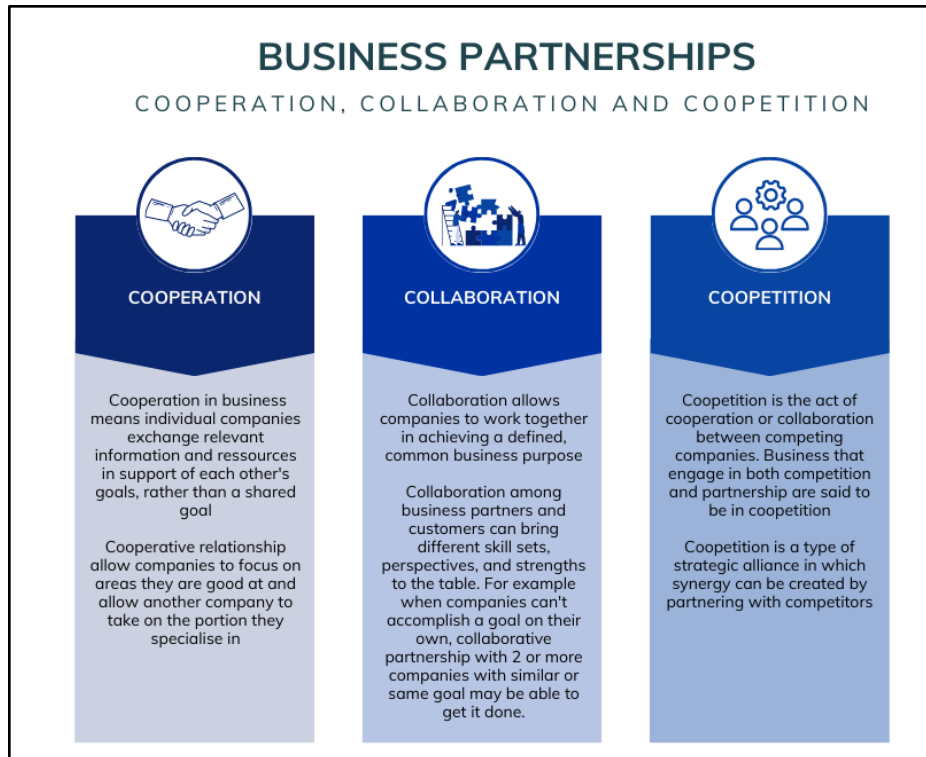 BUSINESS PARTNERSHIPS
COOPERATION, COLLABORATION AND CO0PETITION
COOPERATION
Cooperation in business
means individual companies
exchange relevant
information and ressources
in support of each other's
goals, rather than a shared
goal
Cooperative relationship
allow companies to focus on
areas they are good at and
allow another company to
take on the portion they
specialise in
COLLABORATION
Collaboration allows
companies to work together
in achieving a defined,
common business purpose
Collaboration among
business partners and
customers can bring
different skill sets,
perspectives, and strengths
to the table. For example
when companies can't
accomplish a goal on their
own, collaborative
partnership with 2 or more
companies with similar or
same goal may be able to
get it done.
COOPETITION
Coopetition is the act of
cooperation or collaboration
between competing
companies. Business that
engage in both competition
and partnership are said to
be in coopetition
Coopetition is a type of
strategic alliance in which
synergy can be created by
partnering with competitors